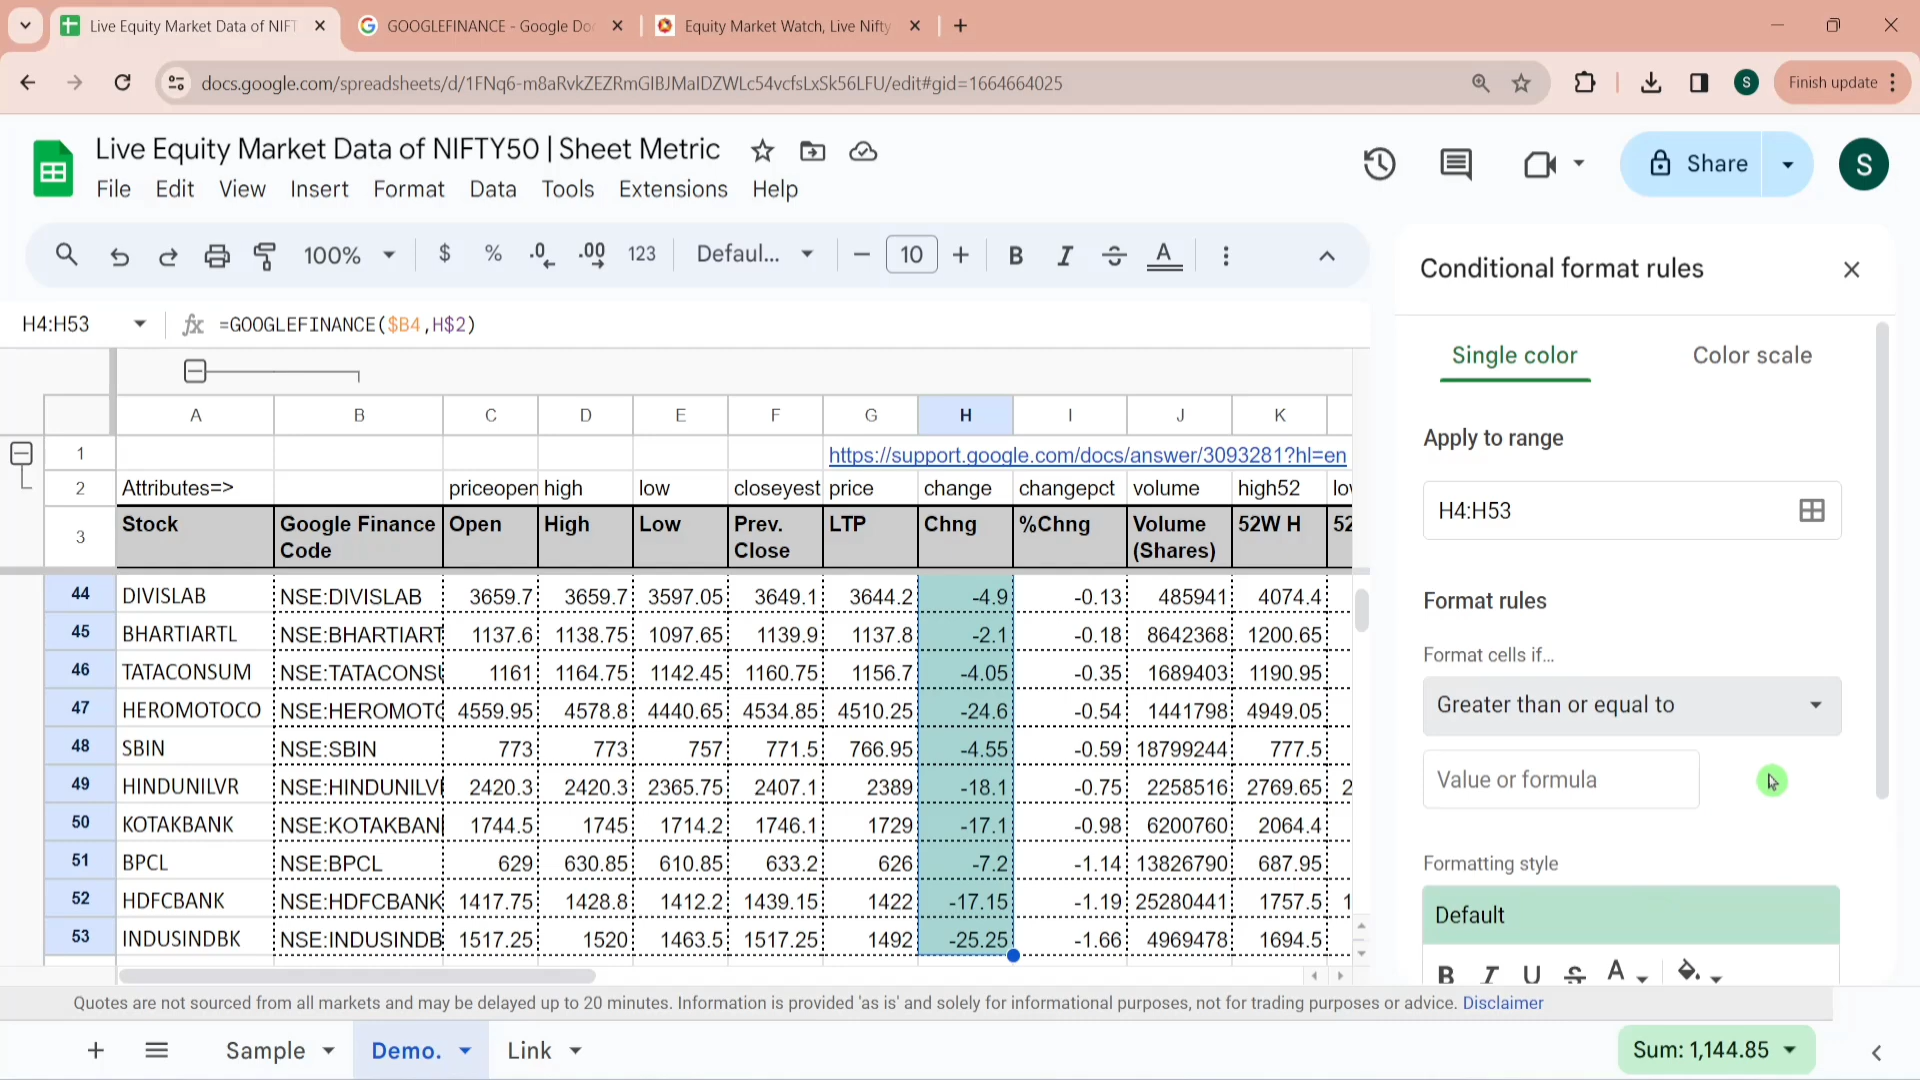 Live Equity Market Data of NIFT
GOOGLEFINANCE - Google Do
Equity Market Watch, Live Nifty
docs.google.com/spreadsheets/d/1FNq6-m8aRvkZEZRmGIBJMaIDZWLc54vcfsLxSk56LFU/edit#gid=1664664025
S
Finish update
Live Equity Market Data of NIFTY50 | Sheet Metric
File Edit View Insert Format Data Tools Extensions Help
Share
S
100% $ % .0 .00 123 Defaul... − 10 + B I S A
Conditional format rules
H4:H53
fx =GOOGLEFINANCE($B4,H$2)
Single color Color scale
A B C D E F G H I J K
1 https://support.google.com/docs/answer/3093281?hl=en
2 Attributes=> priceopen high low closeyest price change changepct volume high52 lo
3 Stock Google Finance Code Open High Low Prev. Close LTP Chng %Chng Volume (Shares) 52W H 52
44 DIVISLAB NSE:DIVISLAB 3659.7 3659.7 3597.05 3649.1 3644.2 -4.9 -0.13 485941 4074.4
45 BHARTIARTL NSE:BHARTIART 1137.6 1138.75 1097.65 1139.9 1137.8 -2.1 -0.18 8642368 1200.65
46 TATACONSUM NSE:TATACONSU 1161 1164.75 1142.45 1160.75 1156.7 -4.05 -0.35 1689403 1190.95
47 HEROMOTOCO NSE:HEROMOTO 4559.95 4578.8 4440.65 4534.85 4510.25 -24.6 -0.54 1441798 4949.05
48 SBIN NSE:SBIN 773 773 757 771.5 766.95 -4.55 -0.59 18799244 777.5
49 HINDUNILVR NSE:HINDUNILV 2420.3 2420.3 2365.75 2407.1 2389 -18.1 -0.75 2258516 2769.65 2
50 KOTAKBANK NSE:KOTAKBAN 1744.5 1745 1714.2 1746.1 1729 -17.1 -0.98 6200760 2064.4
51 BPCL NSE:BPCL 629 630.85 610.85 633.2 626 -7.2 -1.14 13826790 687.95
52 HDFCBANK NSE:HDFCBANK 1417.75 1428.8 1412.2 1439.15 1422 -17.15 -1.19 25280441 1757.5 1
53 INDUSINDBK NSE:INDUSINDB 1517.25 1520 1463.5 1517.25 1492 -25.25 -1.66 4969478 1694.5
Apply to range
H4:H53
Format rules
Format cells if...
Greater than or equal to
Value or formula
Formatting style
Default
B I U S A
Quotes are not sourced from all markets and may be delayed up to 20 minutes. Information is provided 'as is' and solely for informational purposes, not for trading purposes or advice. Disclaimer
Sample Demo. Link
Sum: 1,144.85